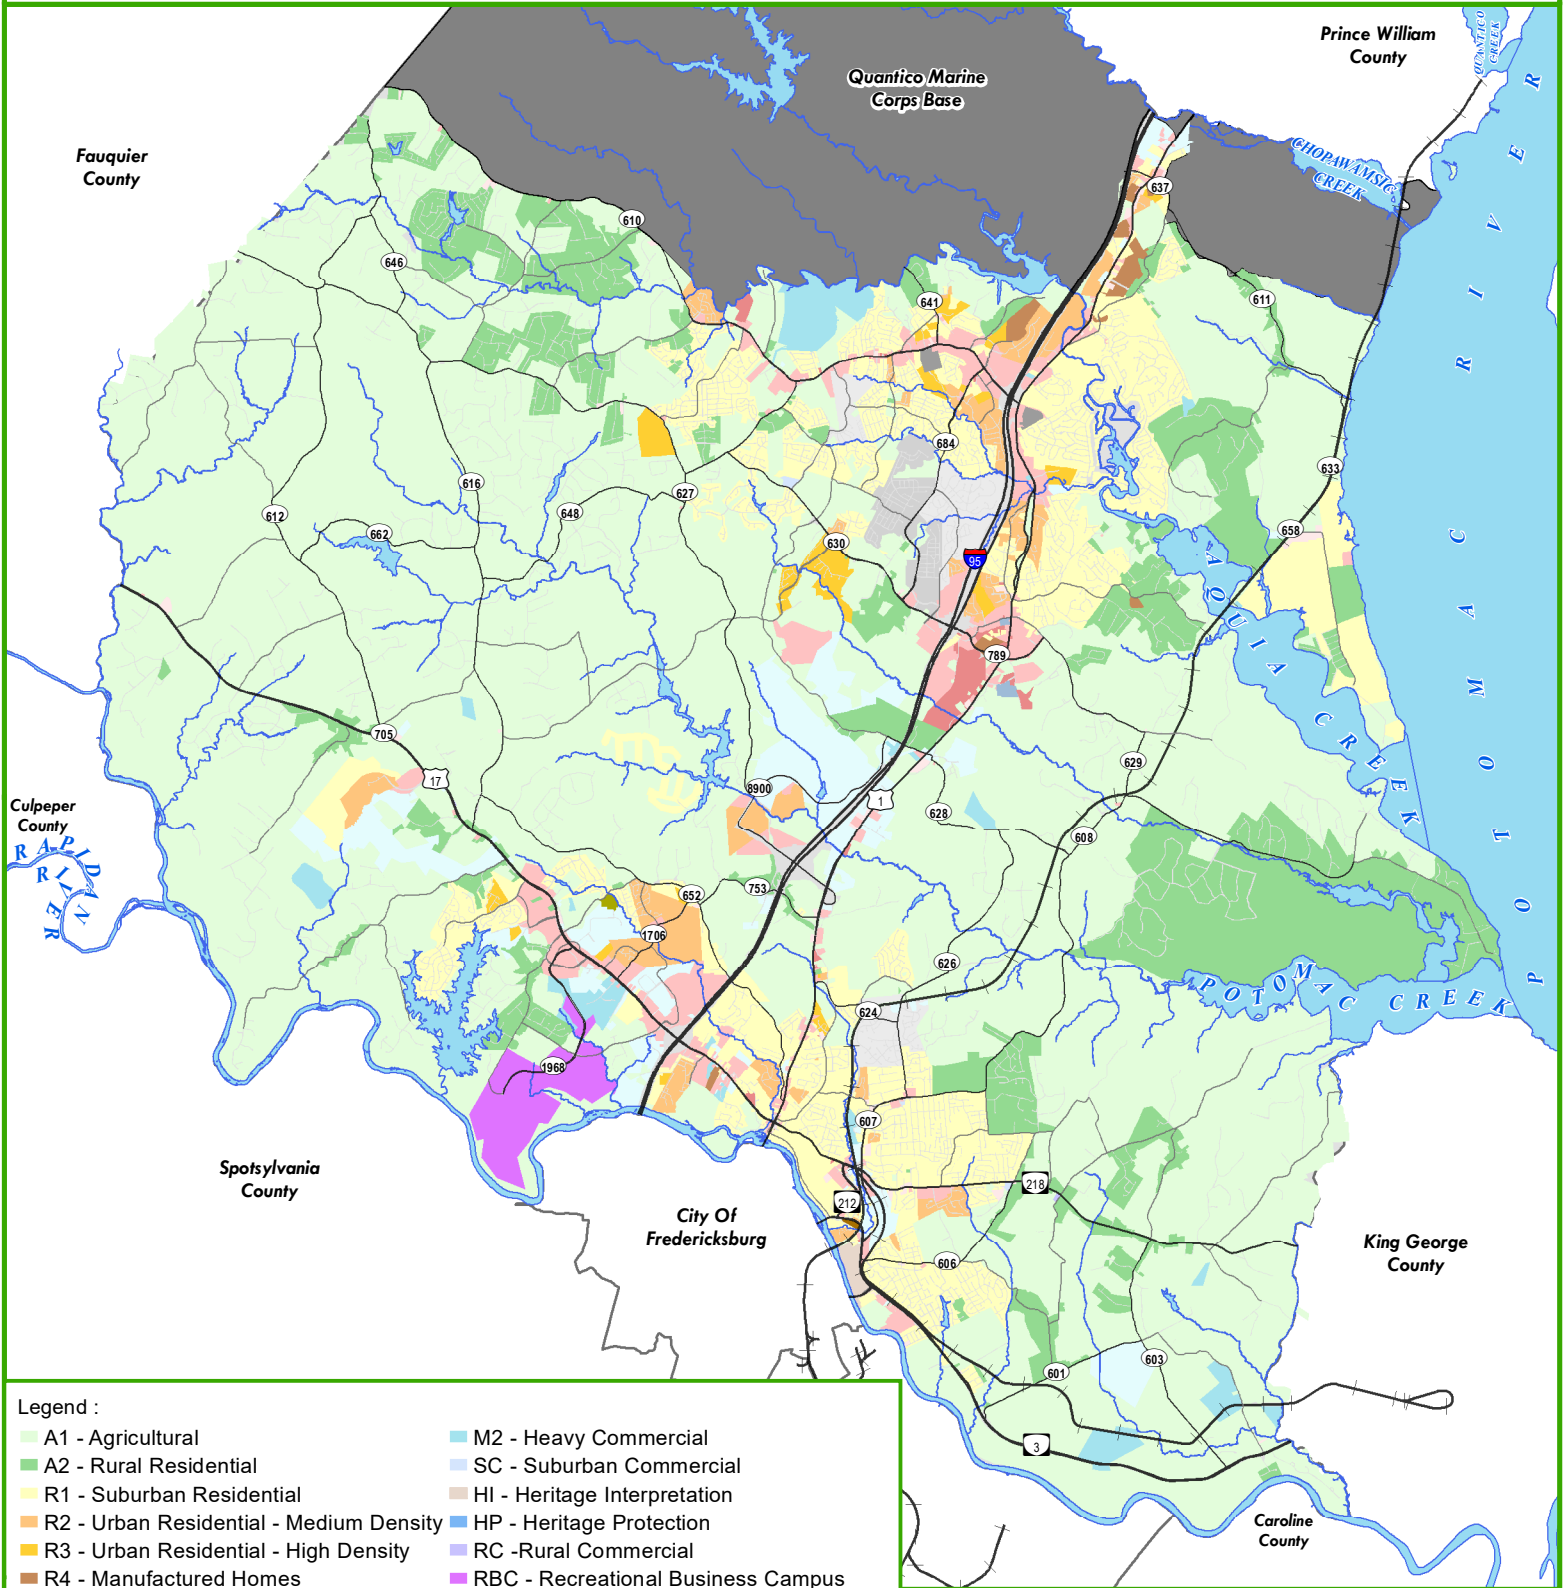 Prince William
County
QUANTICO
CREEK
Quantico Marine
Corps Base
Fauquier
County
CHOPAWAMSIC
CREEK
637
610
646
641
611
684
633
616
627
612
648
662
630
658
95
789
705
629
17
8900
1
628
608
Culpeper
County
RAPIDAN
RIVER
652
753
1706
626
624
1968
607
POTOMAC RIVER
AQUIA CREEK
POTOMAC CREEK
Spotsylvania
County
218
212
City Of
Fredericksburg
King George
County
606
603
601
3
Caroline
County
Legend :
A1 - Agricultural
A2 - Rural Residential
R1 - Suburban Residential
R2 - Urban Residential - Medium Density
R3 - Urban Residential - High Density
R4 - Manufactured Homes
M2 - Heavy Commercial
SC - Suburban Commercial
HI - Heritage Interpretation
HP - Heritage Protection
RC -Rural Commercial
RBC - Recreational Business Campus